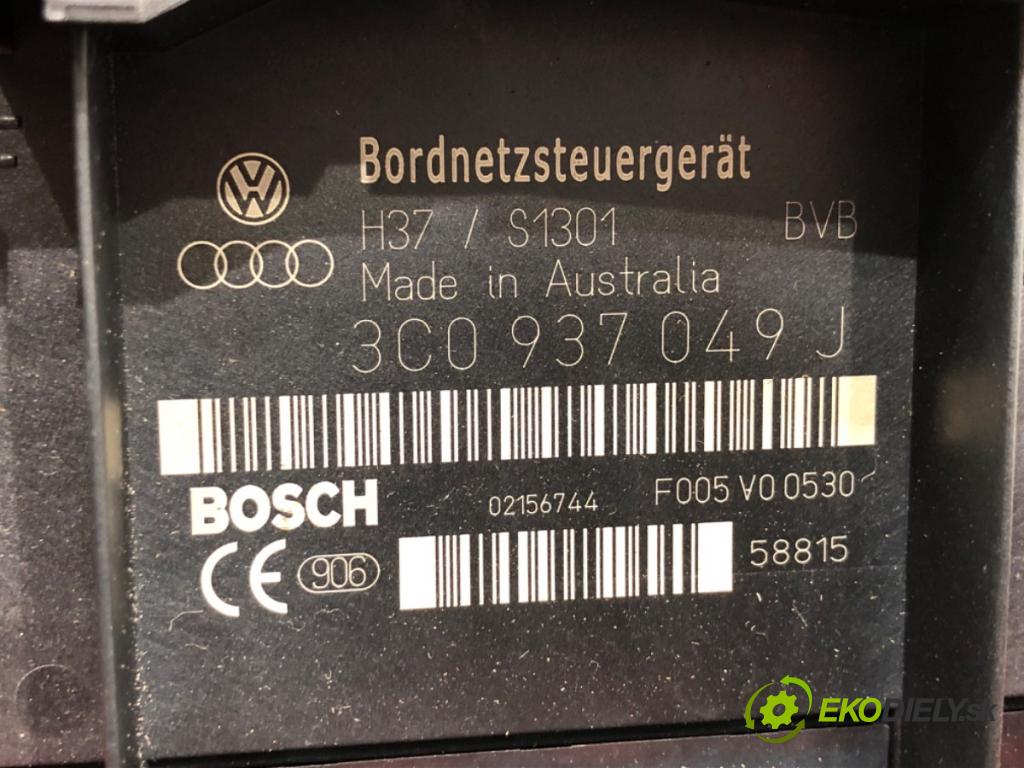 Bordnetzsteuergerät
H37 / S1301 BVB
Made in Australia
3C0 937 049 J
BOSCH 02156744 F005 V0 0530
CE 906 58815
EKODIELY.sk